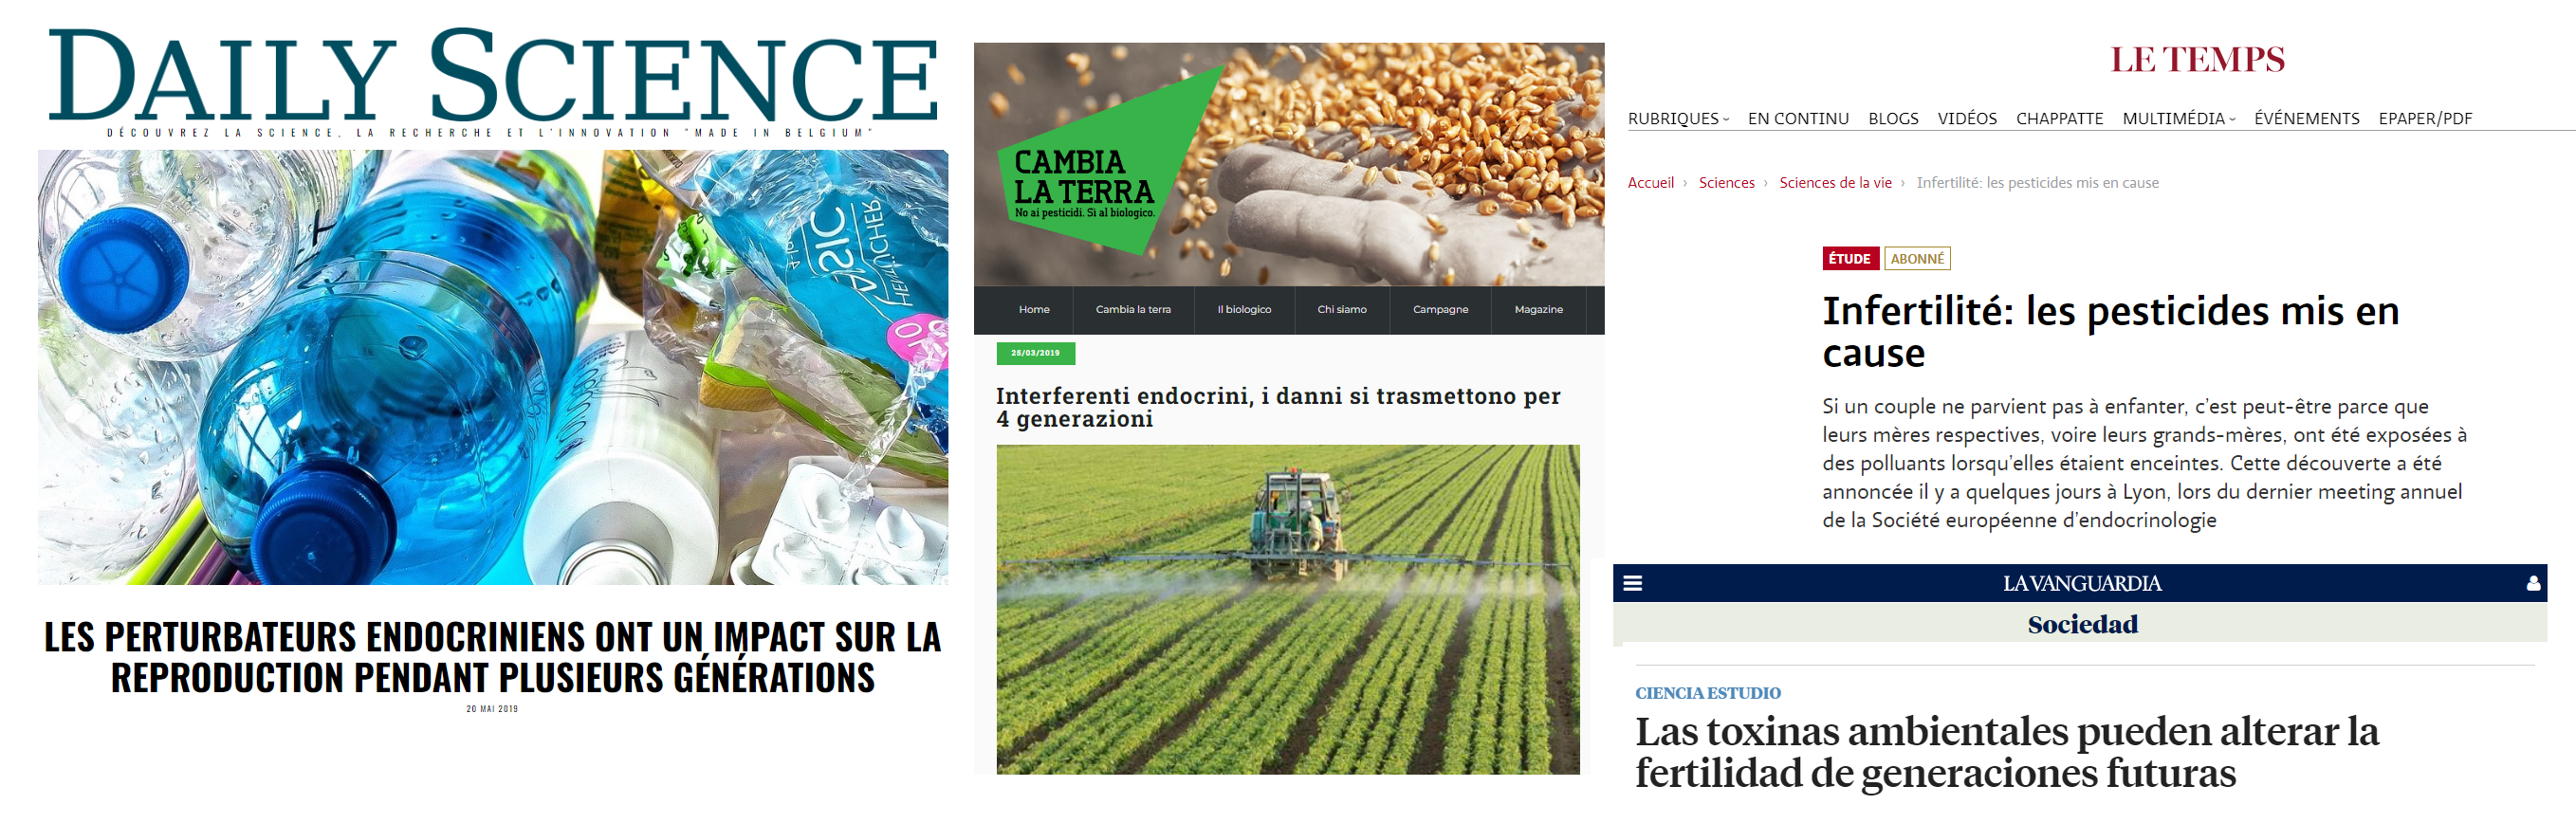 DAILY SCIENCE
DÉCOUVREZ LA SCIENCE, LA RECHERCHE ET L'INNOVATION "MADE IN BELGIUM"
LES PERTURBATEURS ENDOCRINIENS ONT UN IMPACT SUR LA
REPRODUCTION PENDANT PLUSIEURS GÉNÉRATIONS
20 MAI 2019
CAMBIA
LA TERRA
No ai pesticidi. Sì al biologico.
Home Cambia la terra Il biologico Chi siamo Campagne Magazine
25/03/2019
Interferenti endocrini, i danni si trasmettono per
4 generazioni
LE TEMPS
RUBRIQUES EN CONTINU BLOGS VIDÉOS CHAPPATTE MULTIMÉDIA ÉVÉNEMENTS EPAPER/PDF
Accueil › Sciences › Sciences de la vie › Infertilité: les pesticides mis en cause
ÉTUDE ABONNÉ
Infertilité: les pesticides mis en
cause
Si un couple ne parvient pas à enfanter, c'est peut-être parce que
leurs mères respectives, voire leurs grands-mères, ont été exposées à
des polluants lorsqu'elles étaient enceintes. Cette découverte a été
annoncée il y a quelques jours à Lyon, lors du dernier meeting annuel
de la Société européenne d'endocrinologie
LA VANGUARDIA
Sociedad
CIENCIA ESTUDIO
Las toxinas ambientales pueden alterar la
fertilidad de generaciones futuras